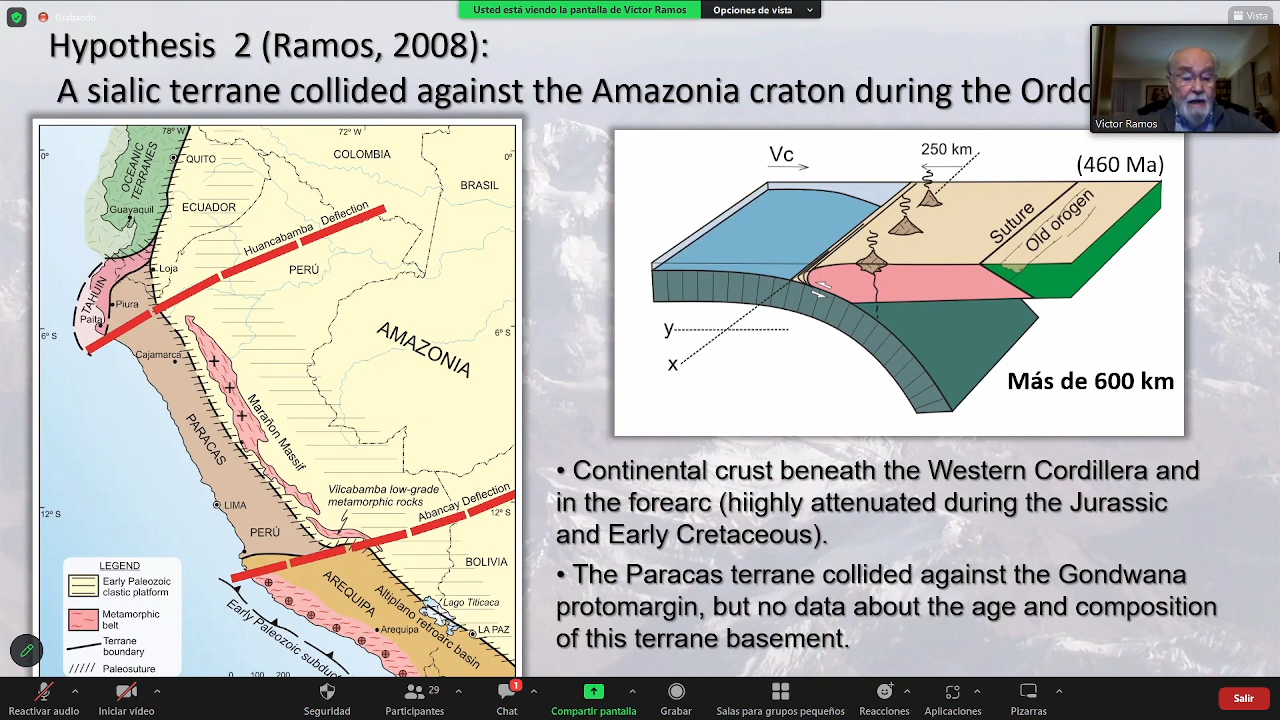 Usted está viendo la pantalla de Victor Ramos
Opciones de vista
Grabando
Vista
Hypothesis 2 (Ramos, 2008):
A sialic terrane collided against the Amazonia craton during the Ordo
Victor Ramos
78° W
72° W
0°
0°
OCEANIC
TERRANES
QUITO
COLOMBIA
BRASIL
Guayaquil
ECUADOR
Huancabamba Deflection
PERÚ
Loja
TAHUIN
Piura
Paita
6° S
6° S
AMAZONIA
Cajamarca
Marañon Massif
PARACAS
Vilcabamba low-grade
metamorphic rocks
Abancay Deflection
12° S
12° S
LIMA
PERÚ
BOLIVIA
AREQUIPA
Altiplano retroarc basin
Lago Titicaca
LA PAZ
Arequipa
Early Paleozoic subduc
0 100 200
LEGEND
Early Paleozoic
clastic platform
Metamorphic
belt
Terrane
boundary
Paleosuture
Vc
250 km
(460 Ma)
Suture
Old orogen
y
x
Más de 600 km
• Continental crust beneath the Western Cordillera and
in the forearc (hiighly attenuated during the Jurassic
and Early Cretaceous).
• The Paracas terrane collided against the Gondwana
protomargin, but no data about the age and composition
of this terrane basement.
Reactivar audio
Iniciar video
Seguridad
29
Participantes
1
Chat
Compartir pantalla
Grabar
Salas para grupos pequeños
Reacciones
Aplicaciones
Pizarras
Salir